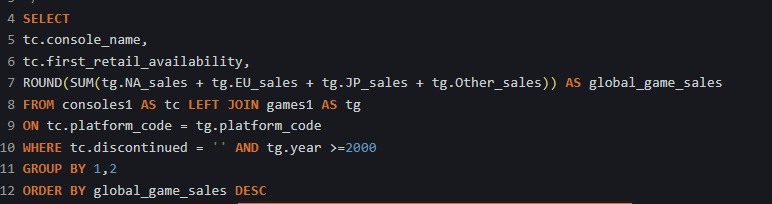 4 SELECT
5 tc.console_name,
6 tc.first_retail_availability,
7 ROUND(SUM(tg.NA_sales + tg.EU_sales + tg.JP_sales + tg.Other_sales)) AS global_game_sales
8 FROM consoles1 AS tc LEFT JOIN games1 AS tg
9 ON tc.platform_code = tg.platform_code
10 WHERE tc.discontinued = '' AND tg.year >=2000
11 GROUP BY 1,2
12 ORDER BY global_game_sales DESC